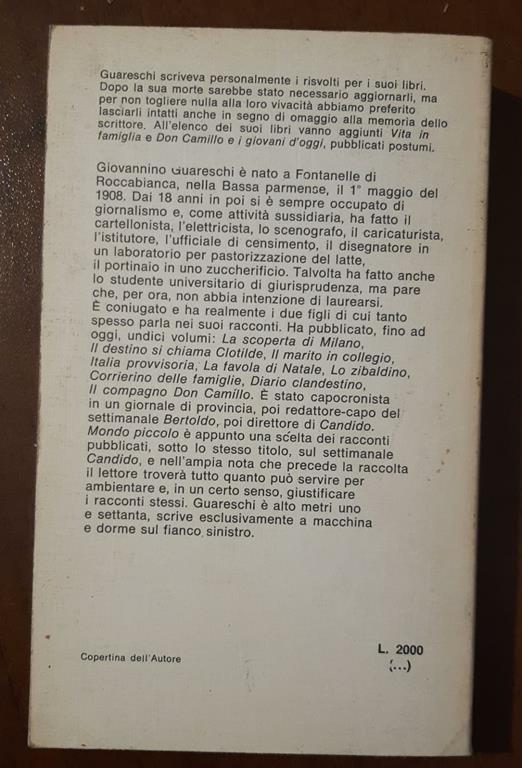 Guareschi scriveva personalmente i risvolti per i suoi libri.
Dopo la sua morte sarebbe stato necessario aggiornarli, ma
per non togliere nulla alla loro vivacità abbiamo preferito
lasciarli intatti anche in segno di omaggio alla memoria dello
scrittore. All'elenco dei suoi libri vanno aggiunti Vita in
famiglia e Don Camillo e i giovani d'oggi, pubblicati postumi.
Giovannino Guareschi è nato a Fontanelle di
Roccabianca, nella Bassa parmense, il 1° maggio del
1908. Dai 18 anni in poi si è sempre occupato di
giornalismo e, come attività sussidiaria, ha fatto il
cartellonista, l'elettricista, lo scenografo, il caricaturista,
l'istitutore, l'ufficiale di censimento, il disegnatore in
un laboratorio per pastorizzazione del latte,
il portinaio in uno zuccherificio. Talvolta ha fatto anche
lo studente universitario di giurisprudenza, ma pare
che, per ora, non abbia intenzione di laurearsi.
È coniugato e ha realmente i due figli di cui tanto
spesso parla nei suoi racconti. Ha pubblicato, fino ad
oggi, undici volumi: La scoperta di Milano,
Il destino si chiama Clotilde, Il marito in collegio,
Italia provvisoria, La favola di Natale, Lo zibaldino,
Corrierino delle famiglie, Diario clandestino,
Il compagno Don Camillo. È stato capocronista
in un giornale di provincia, poi redattore-capo del
settimanale Bertoldo, poi direttore di Candido.
Mondo piccolo è appunto una scelta dei racconti
pubblicati, sotto lo stesso titolo, sul settimanale
Candido, e nell'ampia nota che precede la raccolta
il lettore troverà tutto quanto può servire per
ambientare e, in un certo senso, giustificare
i racconti stessi. Guareschi è alto metri uno
e settanta, scrive esclusivamente a macchina
e dorme sul fianco sinistro.
Copertina dell'Autore
L. 2000
(...)